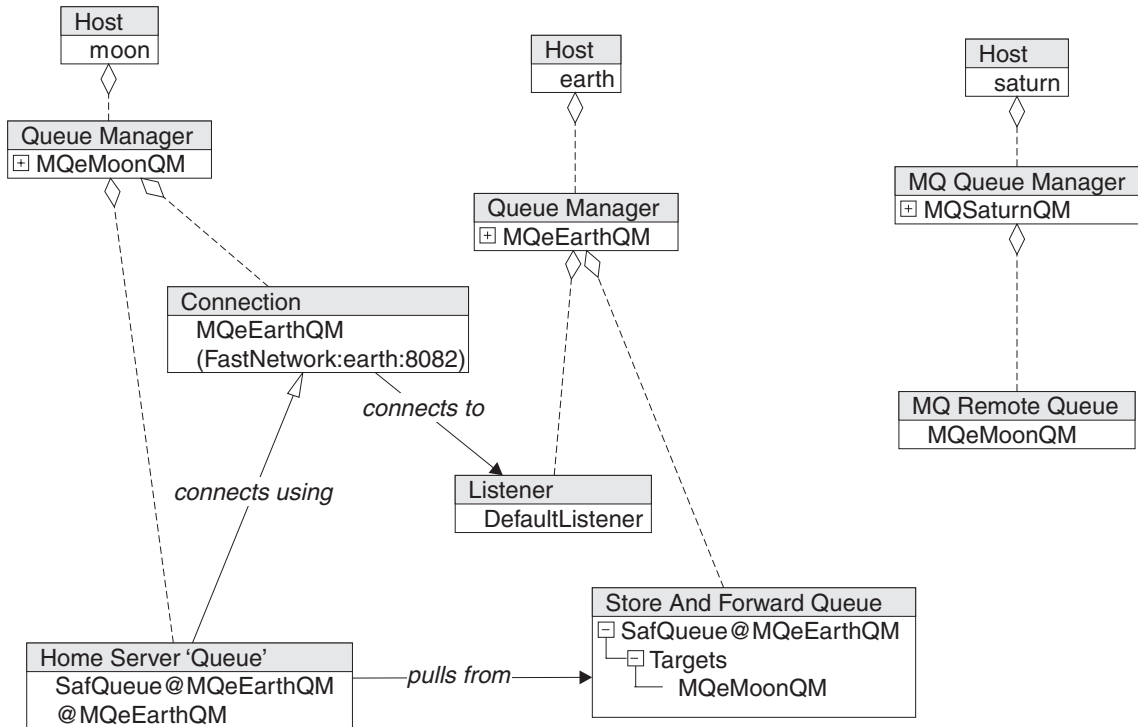 Host
moon
Queue Manager
MQeMoonQM
Host
earth
Queue Manager
MQeEarthQM
Host
saturn
MQ Queue Manager
MQSaturnQM
Connection
MQeEarthQM
(FastNetwork:earth:8082)
connects to
MQ Remote Queue
MQeMoonQM
connects using
Listener
DefaultListener
Home Server ‘Queue’
SafQueue@MQeEarthQM
@MQeEarthQM
pulls from
Store And Forward Queue
SafQueue@MQeEarthQM
Targets
MQeMoonQM